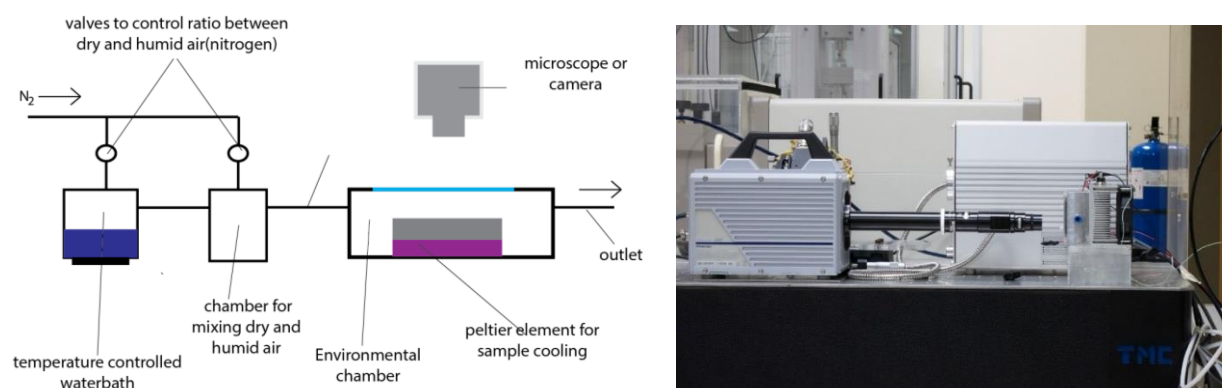 valves to control ratio between
dry and humid air(nitrogen)
N2
microscope or
camera
outlet
chamber for
mixing dry and
humid air
Environmental
chamber
peltier element for
sample cooling
temperature controlled
waterbath
TMC